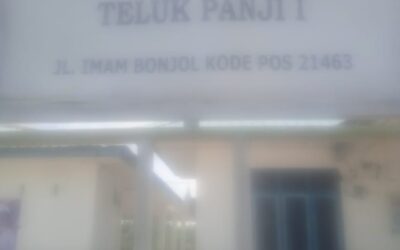 TELUK PANJI I
JL. IMAM BONJOL KODE POS 21463